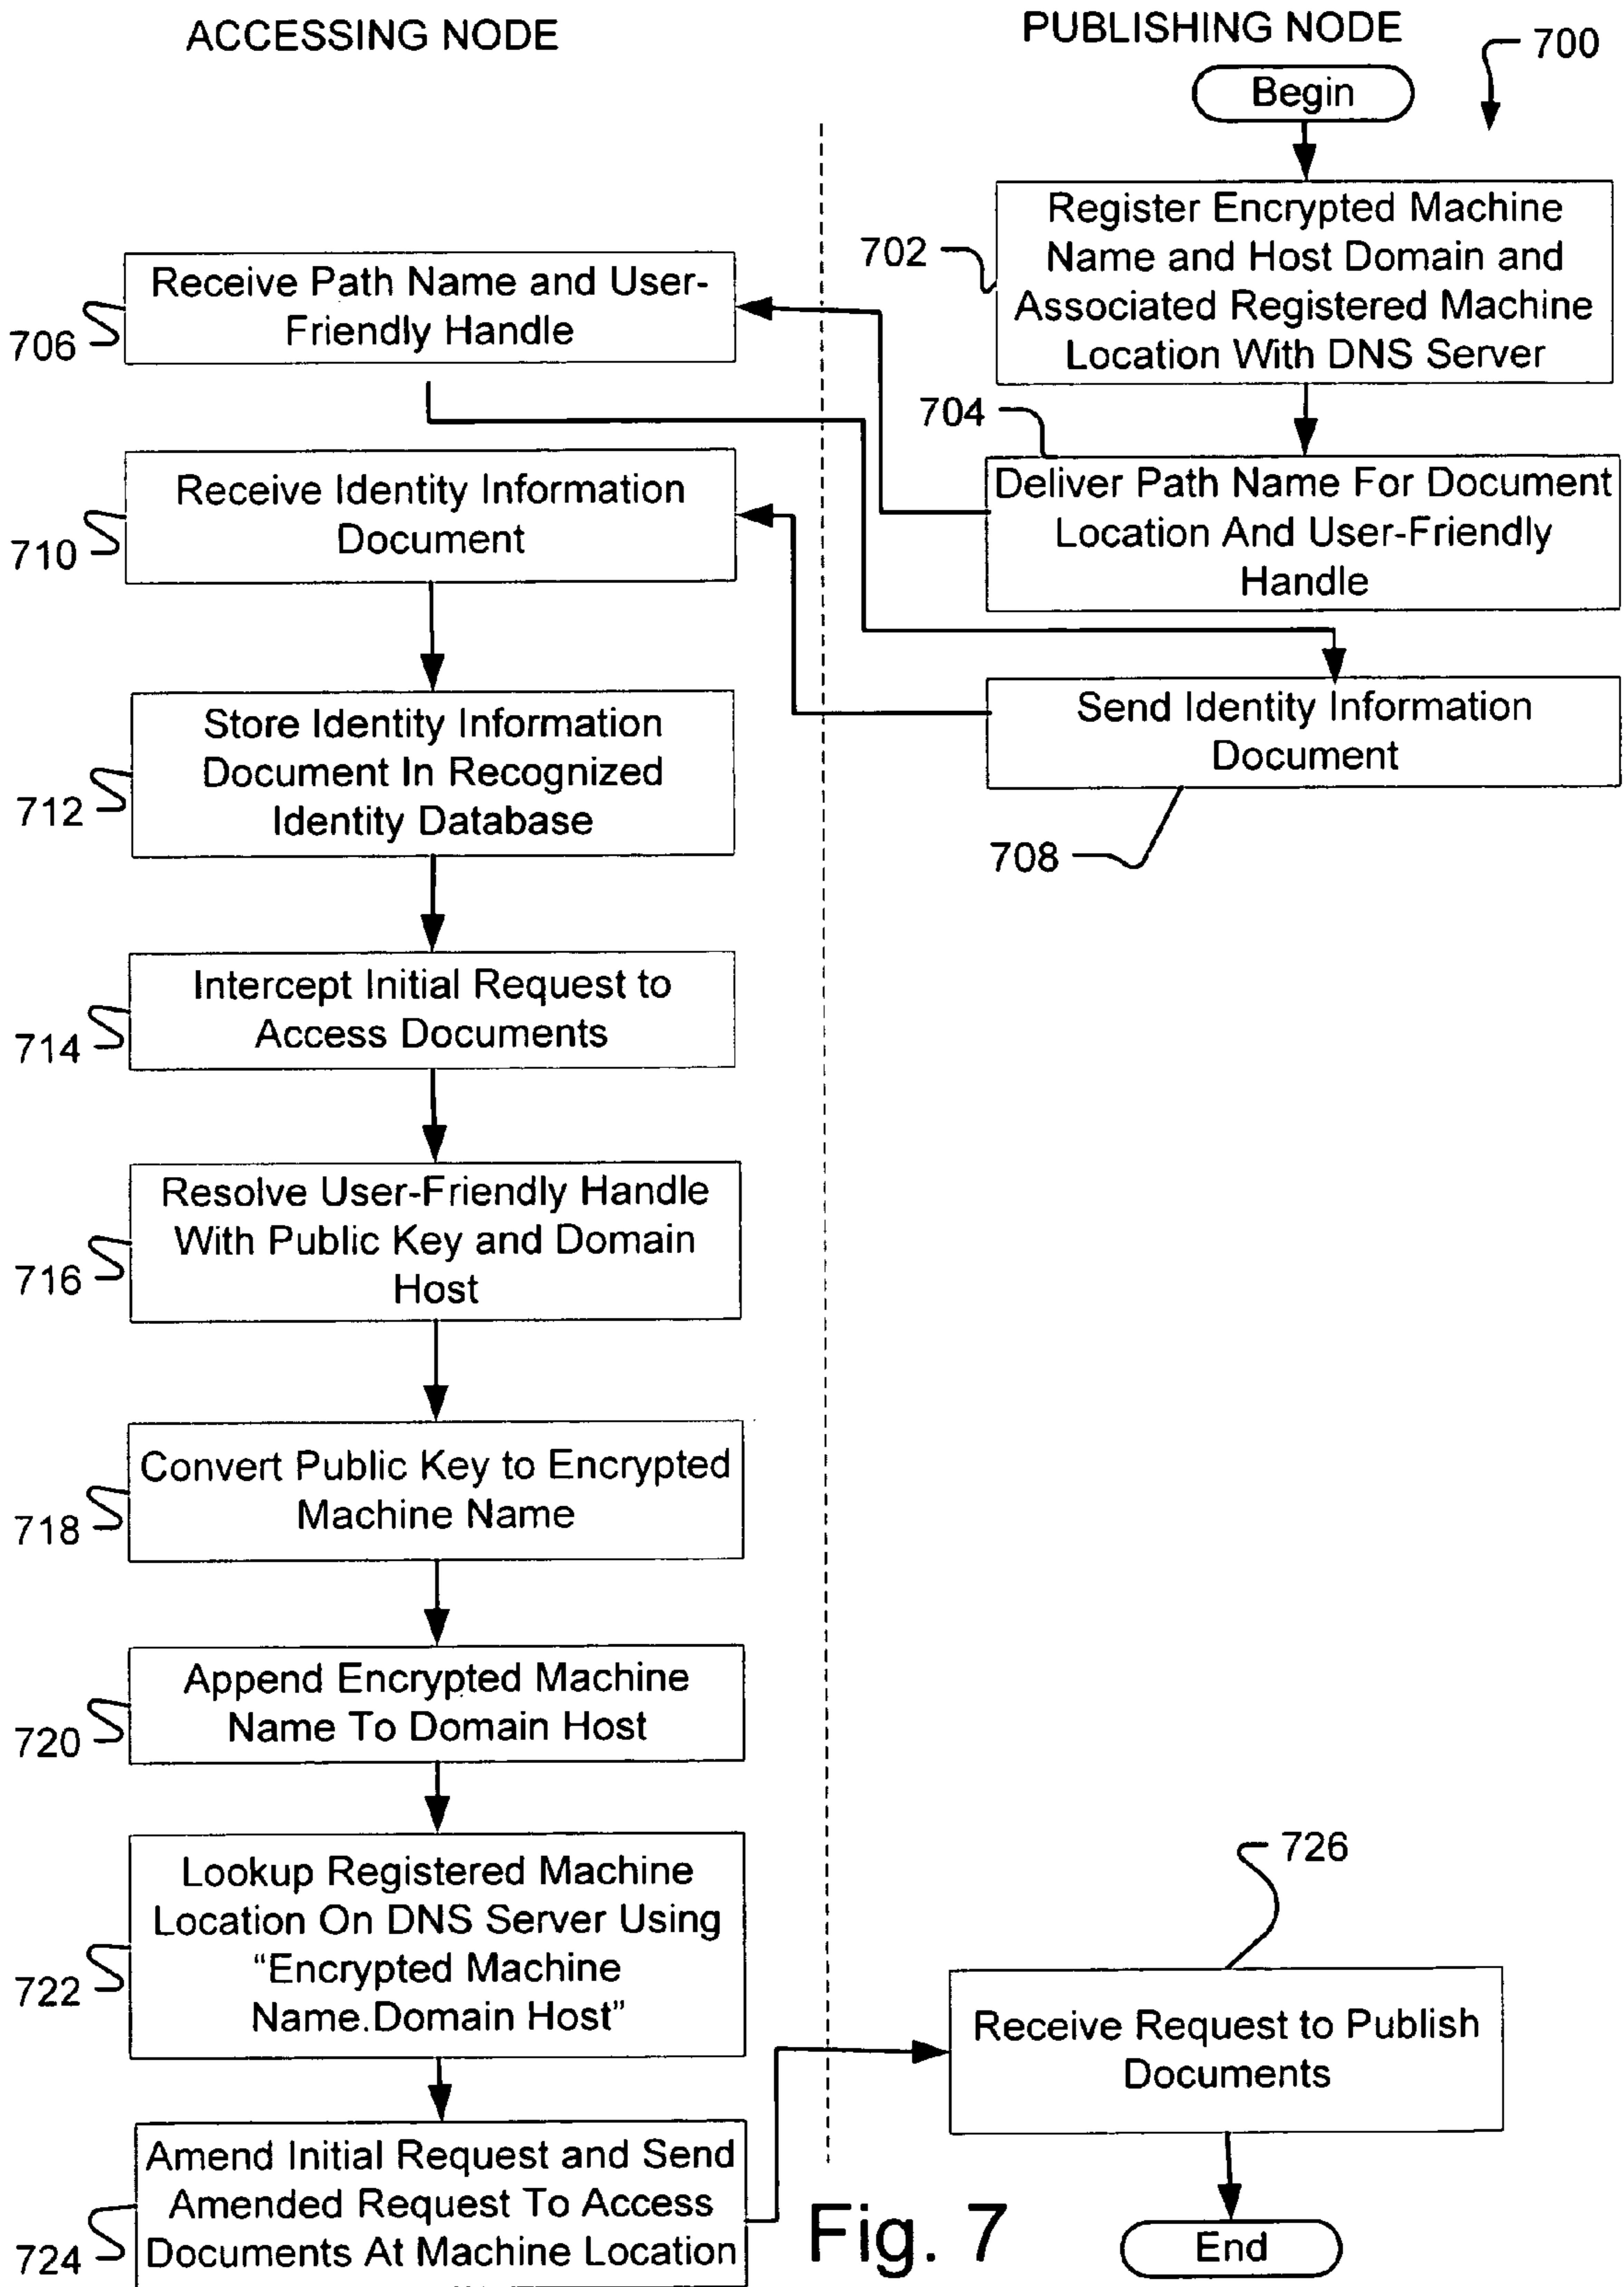 ACCESSING NODE
PUBLISHING NODE
700
Begin
702
Register Encrypted Machine
Name and Host Domain and
Associated Registered Machine
Location With DNS Server
706
Receive Path Name and User-
Friendly Handle
704
Deliver Path Name For Document
Location And User-Friendly
Handle
710
Receive Identity Information
Document
Send Identity Information
Document
708
712
Store Identity Information
Document In Recognized
Identity Database
714
Intercept Initial Request to
Access Documents
716
Resolve User-Friendly Handle
With Public Key and Domain
Host
718
Convert Public Key to Encrypted
Machine Name
720
Append Encrypted Machine
Name To Domain Host
722
Lookup Registered Machine
Location On DNS Server Using
“Encrypted Machine
Name.Domain Host”
726
Receive Request to Publish
Documents
724
Amend Initial Request and Send
Amended Request To Access
Documents At Machine Location
Fig. 7
End